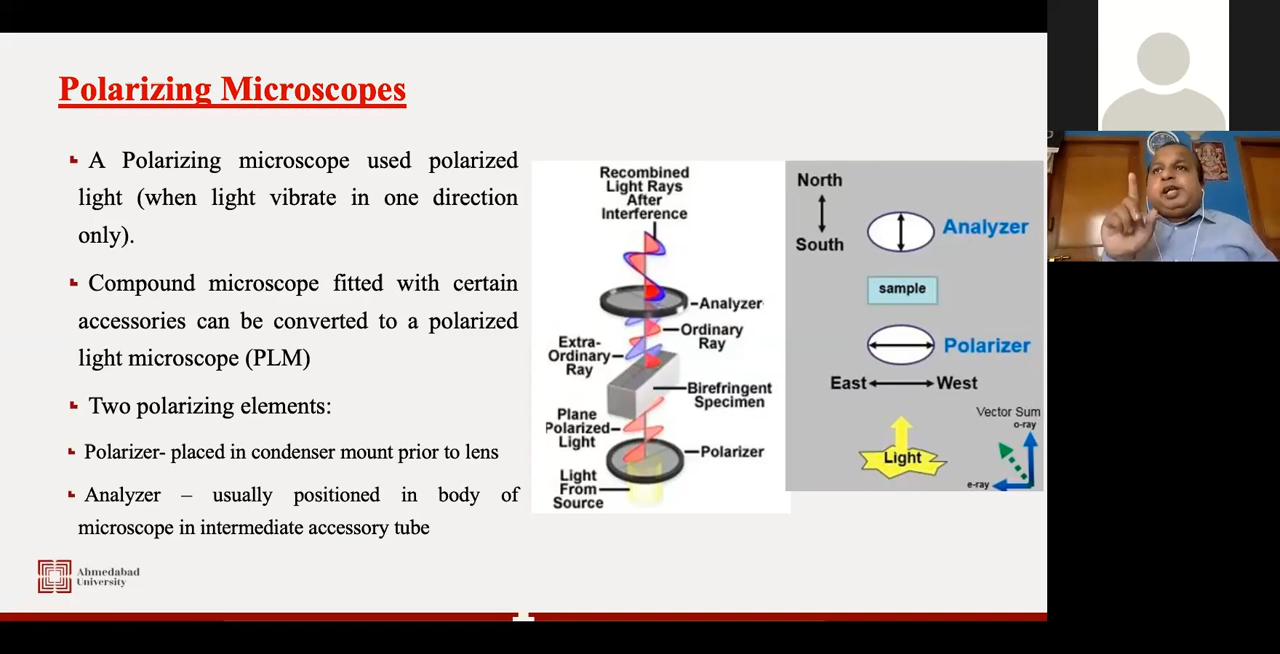 Polarizing Microscopes
A Polarizing microscope used polarized
light (when light vibrate in one direction
only).
Compound microscope fitted with certain
accessories can be converted to a polarized
light microscope (PLM)
Two polarizing elements:
Polarizer- placed in condenser mount prior to lens
Analyzer – usually positioned in body of
microscope in intermediate accessory tube
Recombined
Light Rays
After
Interference
Analyzer
Ordinary
Ray
Extra-
Ordinary
Ray
Birefringent
Specimen
Plane
Polarized
Light
Polarizer
Light
From
Source
North
South
Analyzer
sample
Polarizer
East
West
Light
Vector Sum
o-ray
e-ray
Ahmedabad
University